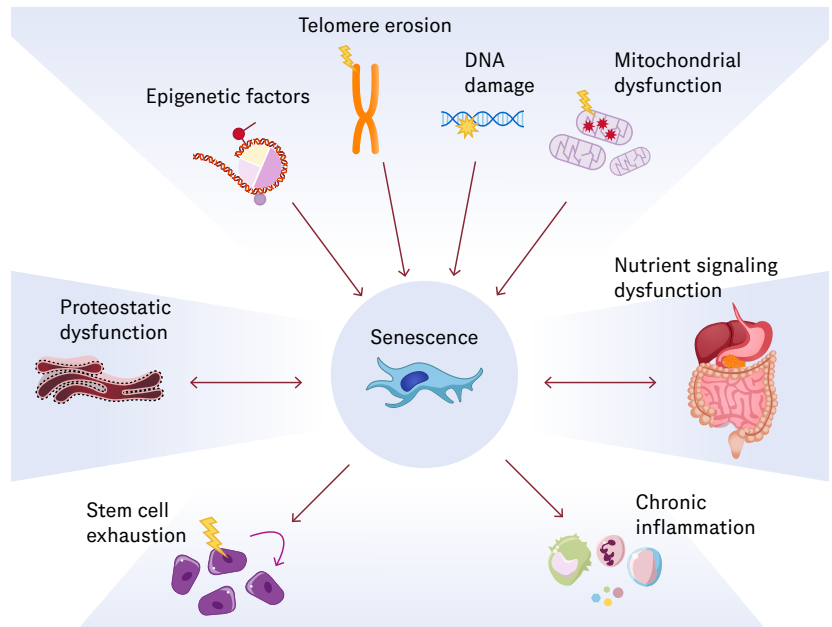 Telomere erosion
DNA
damage
Mitochondrial
dysfunction
Epigenetic factors
Nutrient signaling
dysfunction
Proteostatic
dysfunction
Senescence
Stem cell
exhaustion
Chronic
inflammation